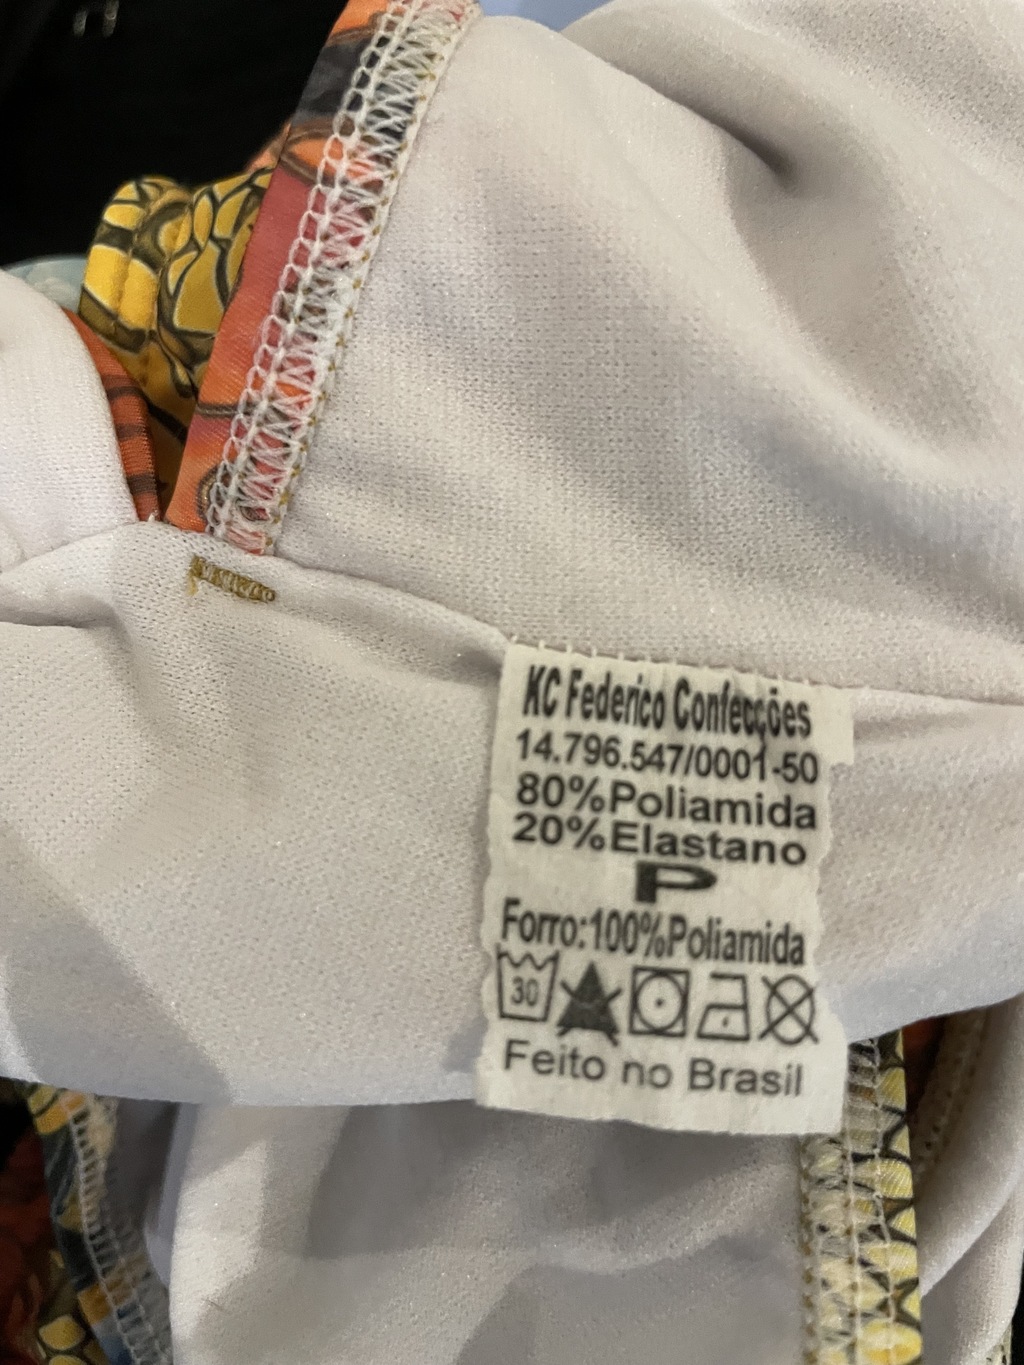 KC Federico Confecções
14.796.547/0001-50
80%Poliamida
20%Elastano
P
Forro:100%Poliamida
30
Feito no Brasil